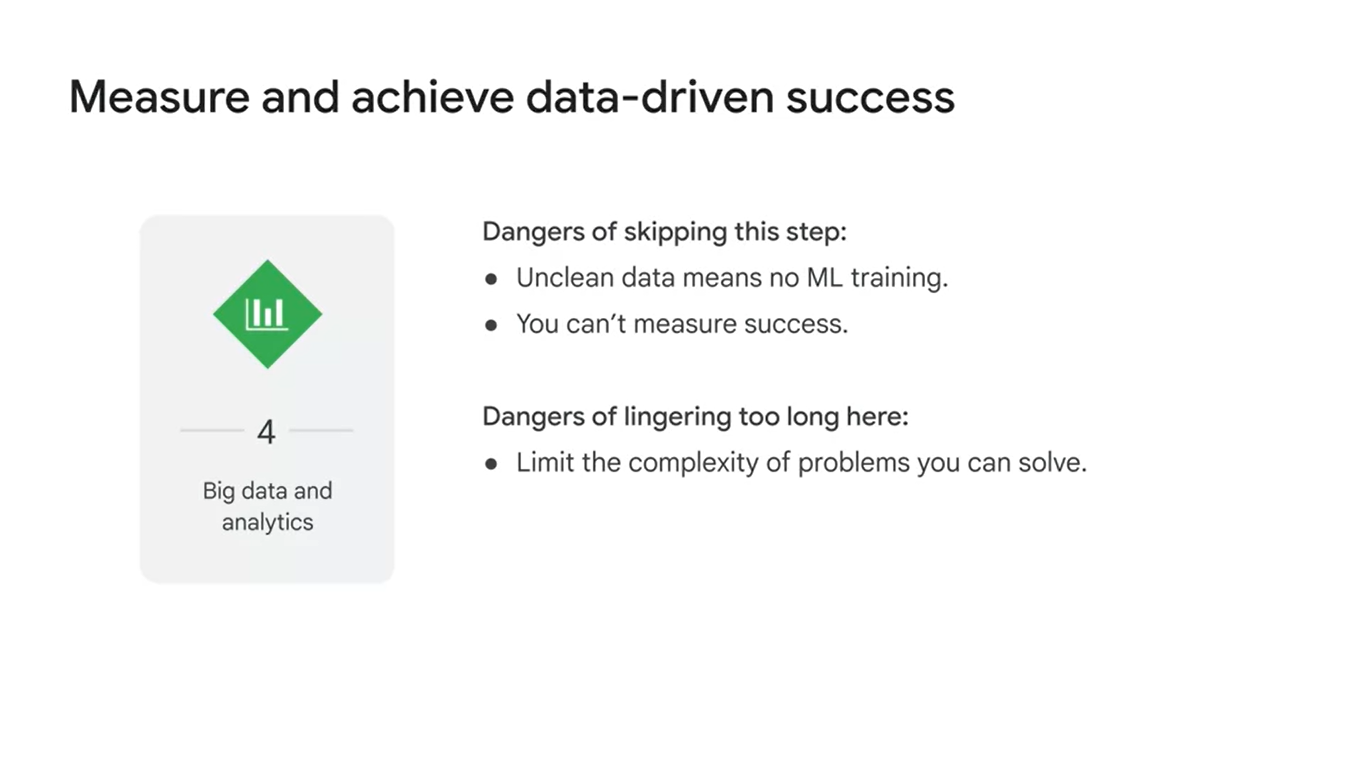 Measure and achieve data-driven success
4
Big data and
analytics
Dangers of skipping this step:
● Unclean data means no ML training.
● You can’t measure success.
Dangers of lingering too long here:
● Limit the complexity of problems you can solve.